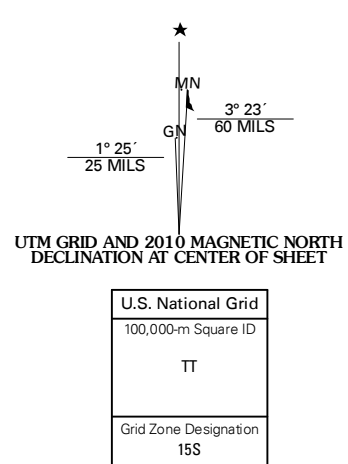 MN
3° 23´
60 MILS
GN
1° 25´
25 MILS
UTM GRID AND 2010 MAGNETIC NORTH
DECLINATION AT CENTER OF SHEET
U.S. National Grid
100,000-m Square ID
TT
Grid Zone Designation
15S